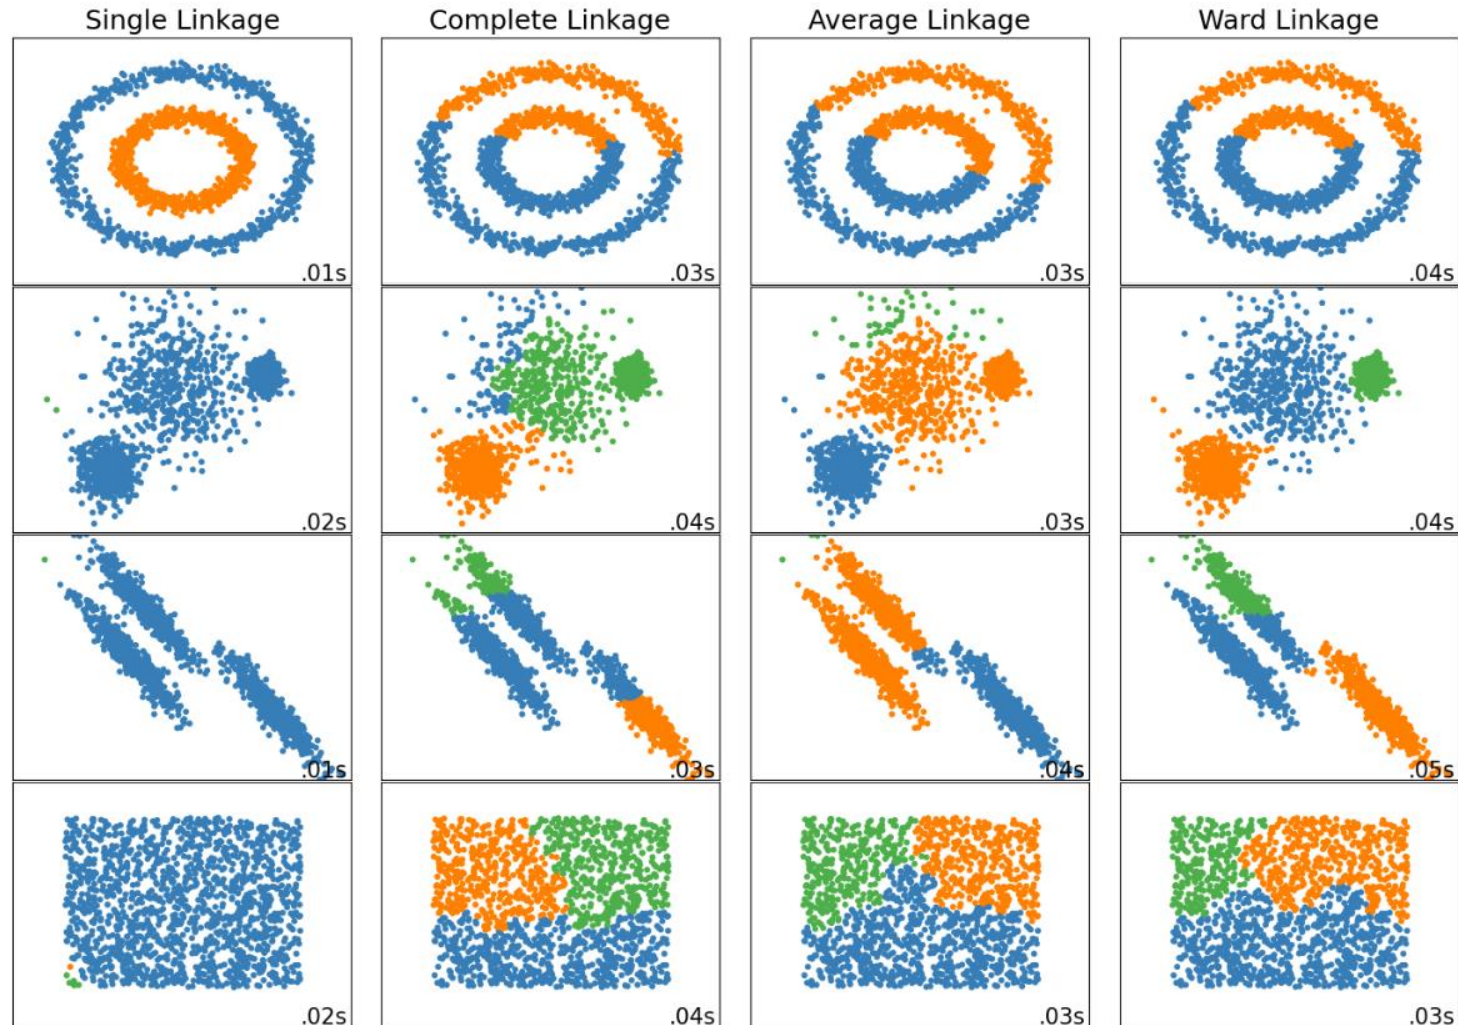 Single Linkage
Complete Linkage
Average Linkage
Ward Linkage
.01s
.03s
.03s
.04s
.02s
.04s
.03s
.04s
.01s
.03s
.04s
.05s
.02s
.04s
.03s
.03s